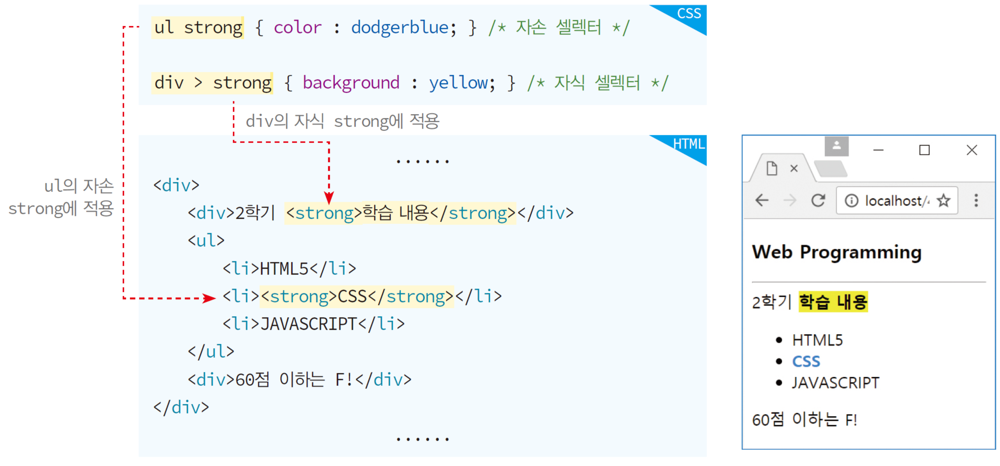 CSS
ul strong { color : dodgerblue; } /* 자손 셀렉터 */
div > strong { background : yellow; } /* 자식 셀렉터 */
div의 자식 strong에 적용
ul의 자손
strong에 적용
HTML
......
<div>
<div>2학기 <strong>학습 내용</strong></div>
<ul>
<li>HTML5</li>
<li><strong>CSS</strong></li>
<li>JAVASCRIPT</li>
</ul>
<div>60점 이하는 F!</div>
</div>
......
localhost/4
Web Programming
2학기 학습 내용
• HTML5
• CSS
• JAVASCRIPT
60점 이하는 F!